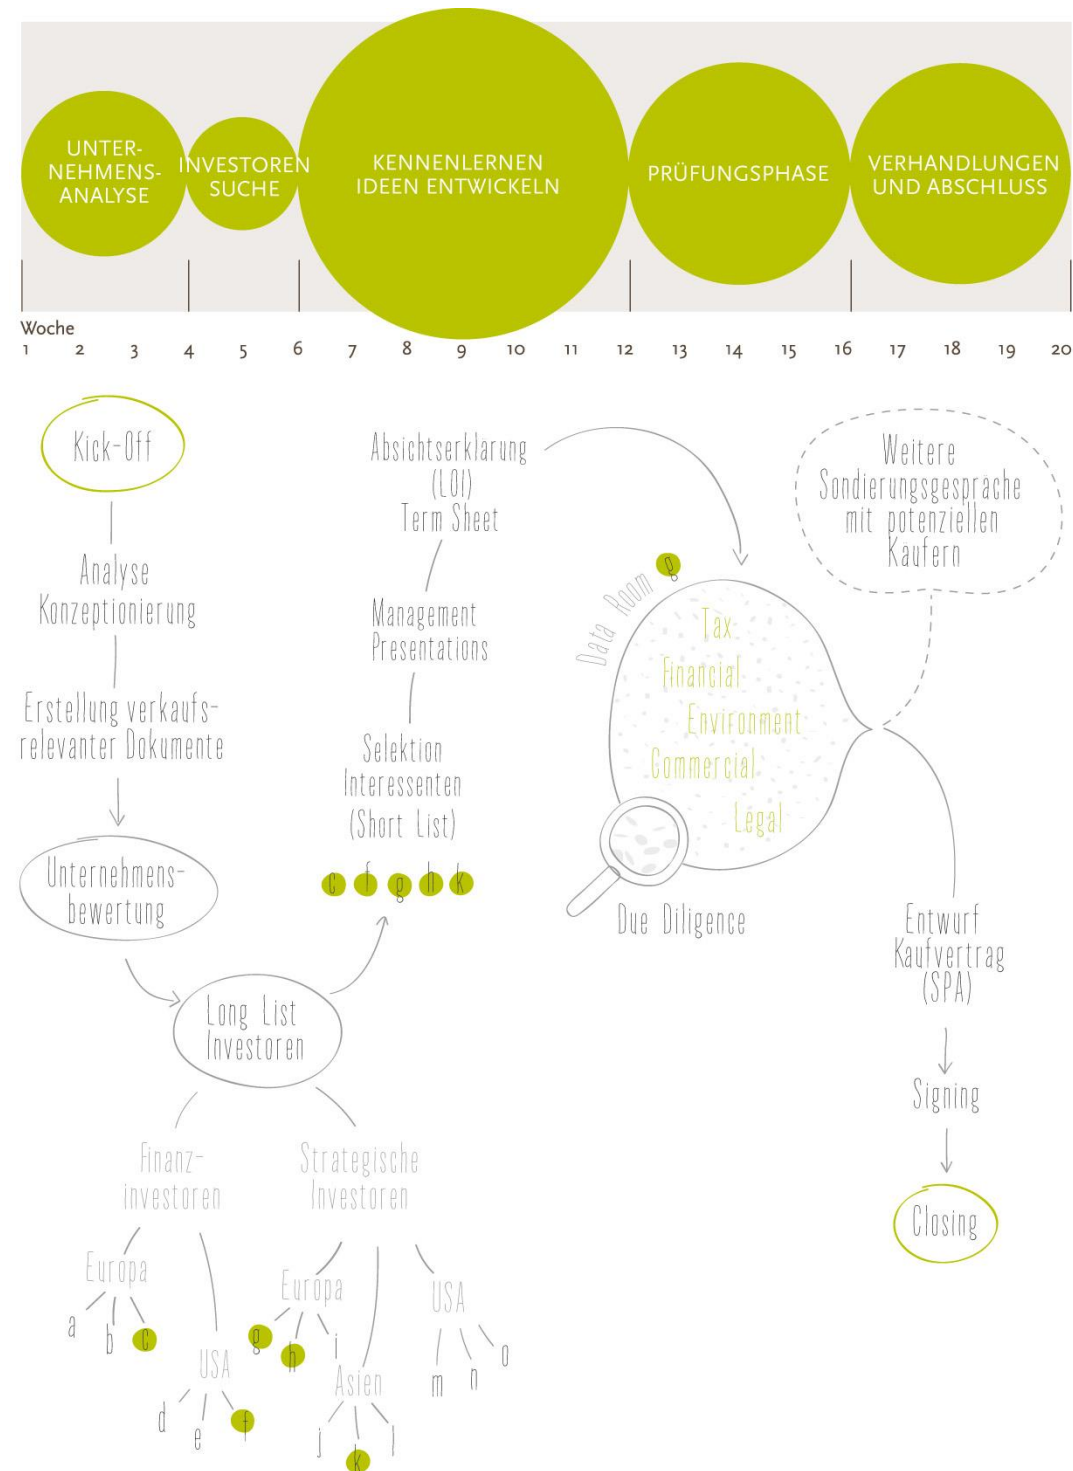 UNTER-
NEHMENS-
ANALYSE
INVESTOREN
SUCHE
KENNENLERNEN
IDEEN ENTWICKELN
PRÜFUNGSPHASE
VERHANDLUNGEN
UND ABSCHLUSS
Woche
1 2 3 4 5 6 7 8 9 10 11 12 13 14 15 16 17 18 19 20
Kick-Off
Analyse
Konzeptionierung
Erstellung verkaufs-
relevanter Dokumente
Unternehmens-
bewertung
Long List
Investoren
Finanz-
investoren
Europa
a
b
c
USA
d
e
f
Strategische
Investoren
Europa
g
h
i
Asien
j
k
l
USA
m
n
o
Absichtserklärung
(LOI)
Term Sheet
Management
Presentations
Selektion
Interessenten
(Short List)
c f g h k
Data Room
g
Tax
Financial
Environment
Commercial
Legal
Due Diligence
Weitere
Sondierungsgespräche
mit potenziellen
Käufern
Entwurf
Kaufvertrag
(SPA)
Signing
Closing